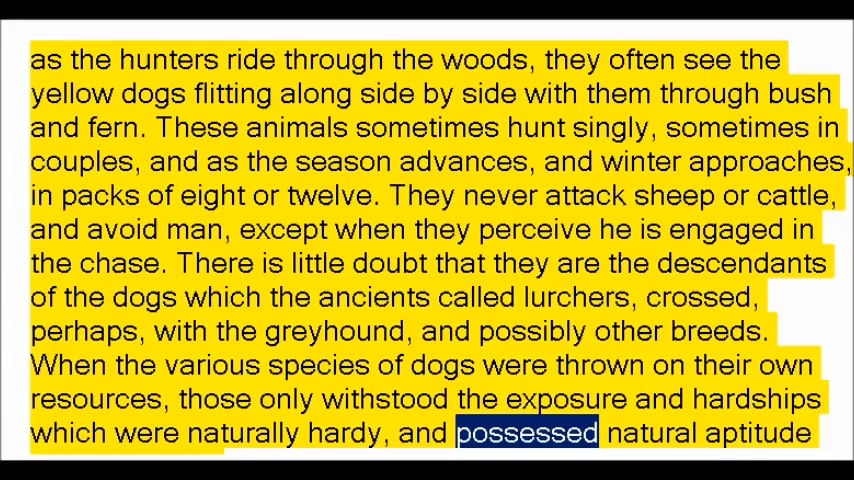 as the hunters ride through the woods, they often see the
yellow dogs flitting along side by side with them through bush
and fern. These animals sometimes hunt singly, sometimes in
couples, and as the season advances, and winter approaches,
in packs of eight or twelve. They never attack sheep or cattle,
and avoid man, except when they perceive he is engaged in
the chase. There is little doubt that they are the descendants
of the dogs which the ancients called lurchers, crossed,
perhaps, with the greyhound, and possibly other breeds.
When the various species of dogs were thrown on their own
resources, those only withstood the exposure and hardships
which were naturally hardy, and possessed natural aptitude